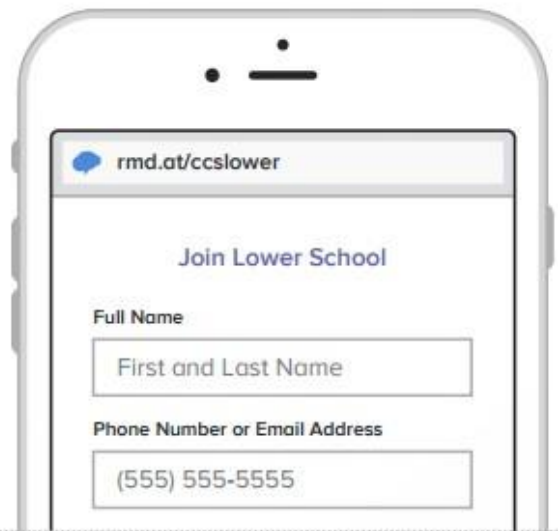 rmd.at/ccslower
Join Lower School
Full Name
First and Last Name
Phone Number or Email Address
(555) 555-5555